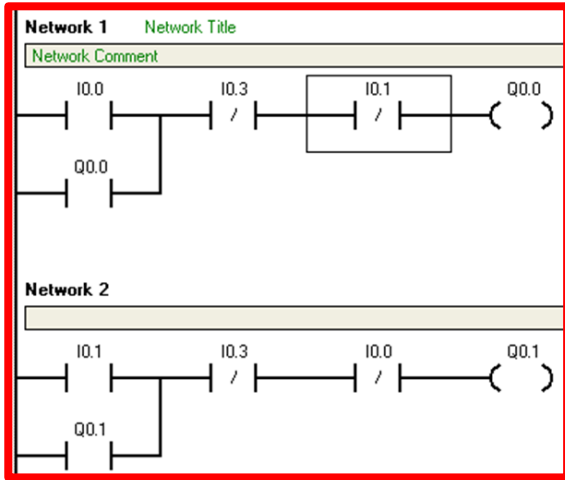 Network 1 Network Title
Network Comment
I0.0 I0.3 I0.1 Q0.0
Q0.0
Network 2
I0.1 I0.3 I0.0 Q0.1
Q0.1